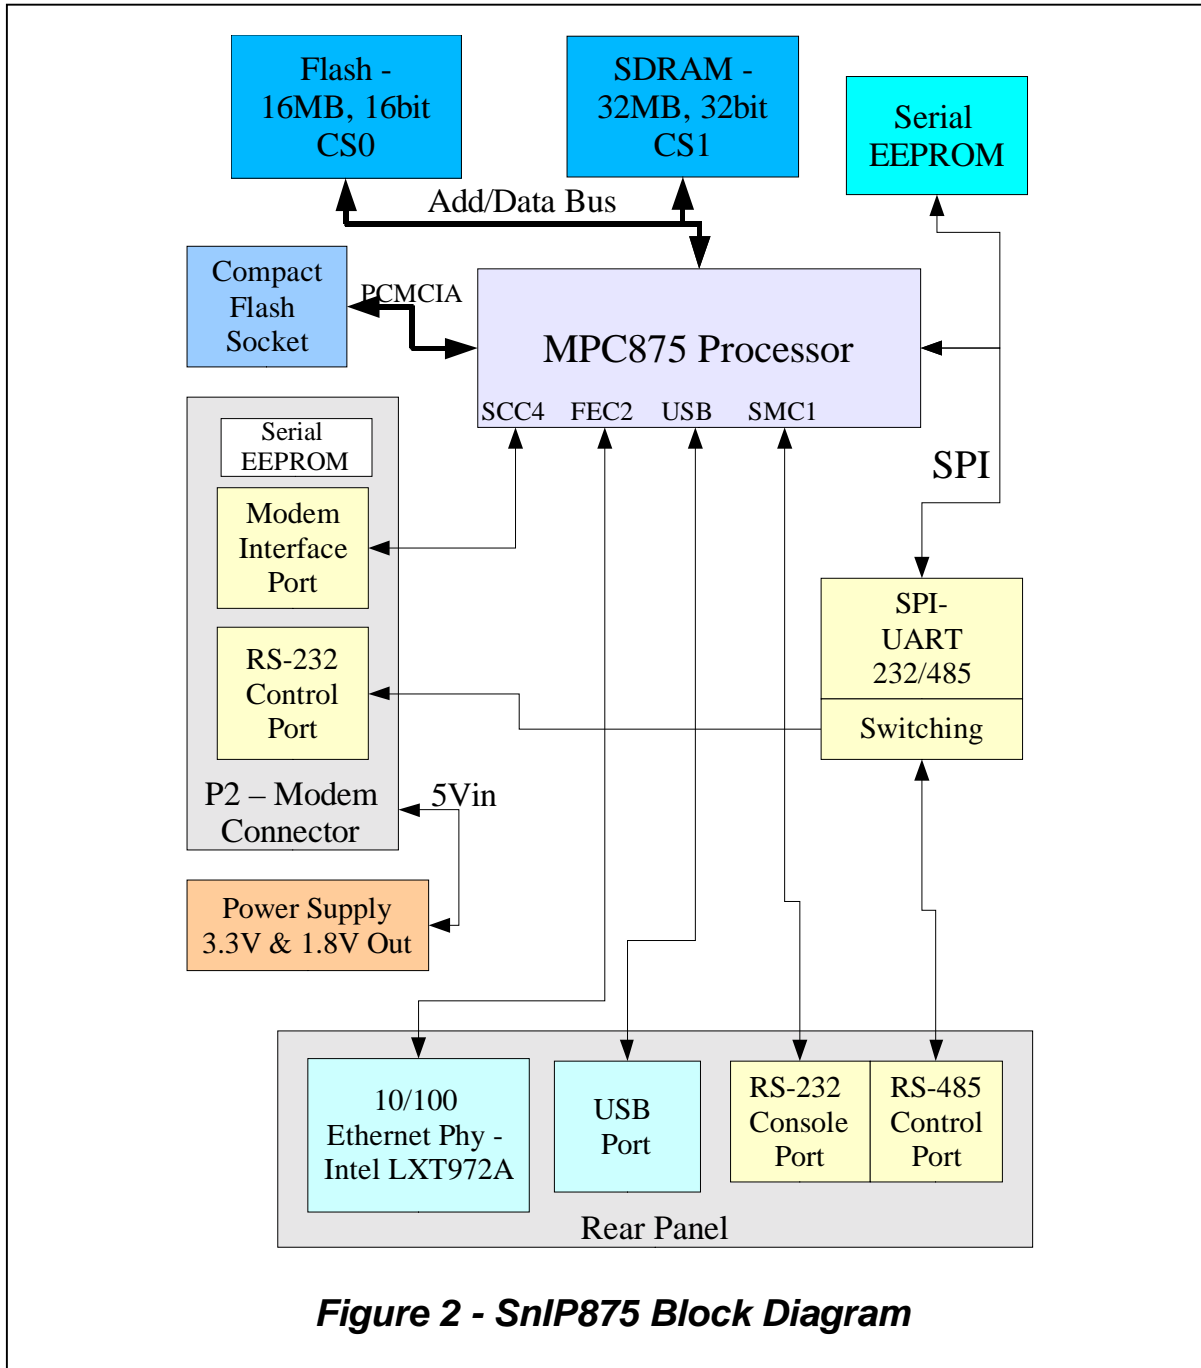 Flash -
16MB, 16bit
CS0
SDRAM -
32MB, 32bit
CS1
Serial
EEPROM
Add/Data Bus
Compact
Flash
Socket
PCMCIA
MPC875 Processor
SCC4 FEC2 USB SMC1
SPI
Serial
EEPROM
Modem
Interface
Port
RS-232
Control
Port
P2 – Modem
Connector
5Vin
SPI-
UART
232/485
Switching
Power Supply
3.3V & 1.8V Out
10/100
Ethernet Phy -
Intel LXT972A
USB
Port
RS-232
Console
Port
RS-485
Control
Port
Rear Panel
Figure 2 - SnIP875 Block Diagram